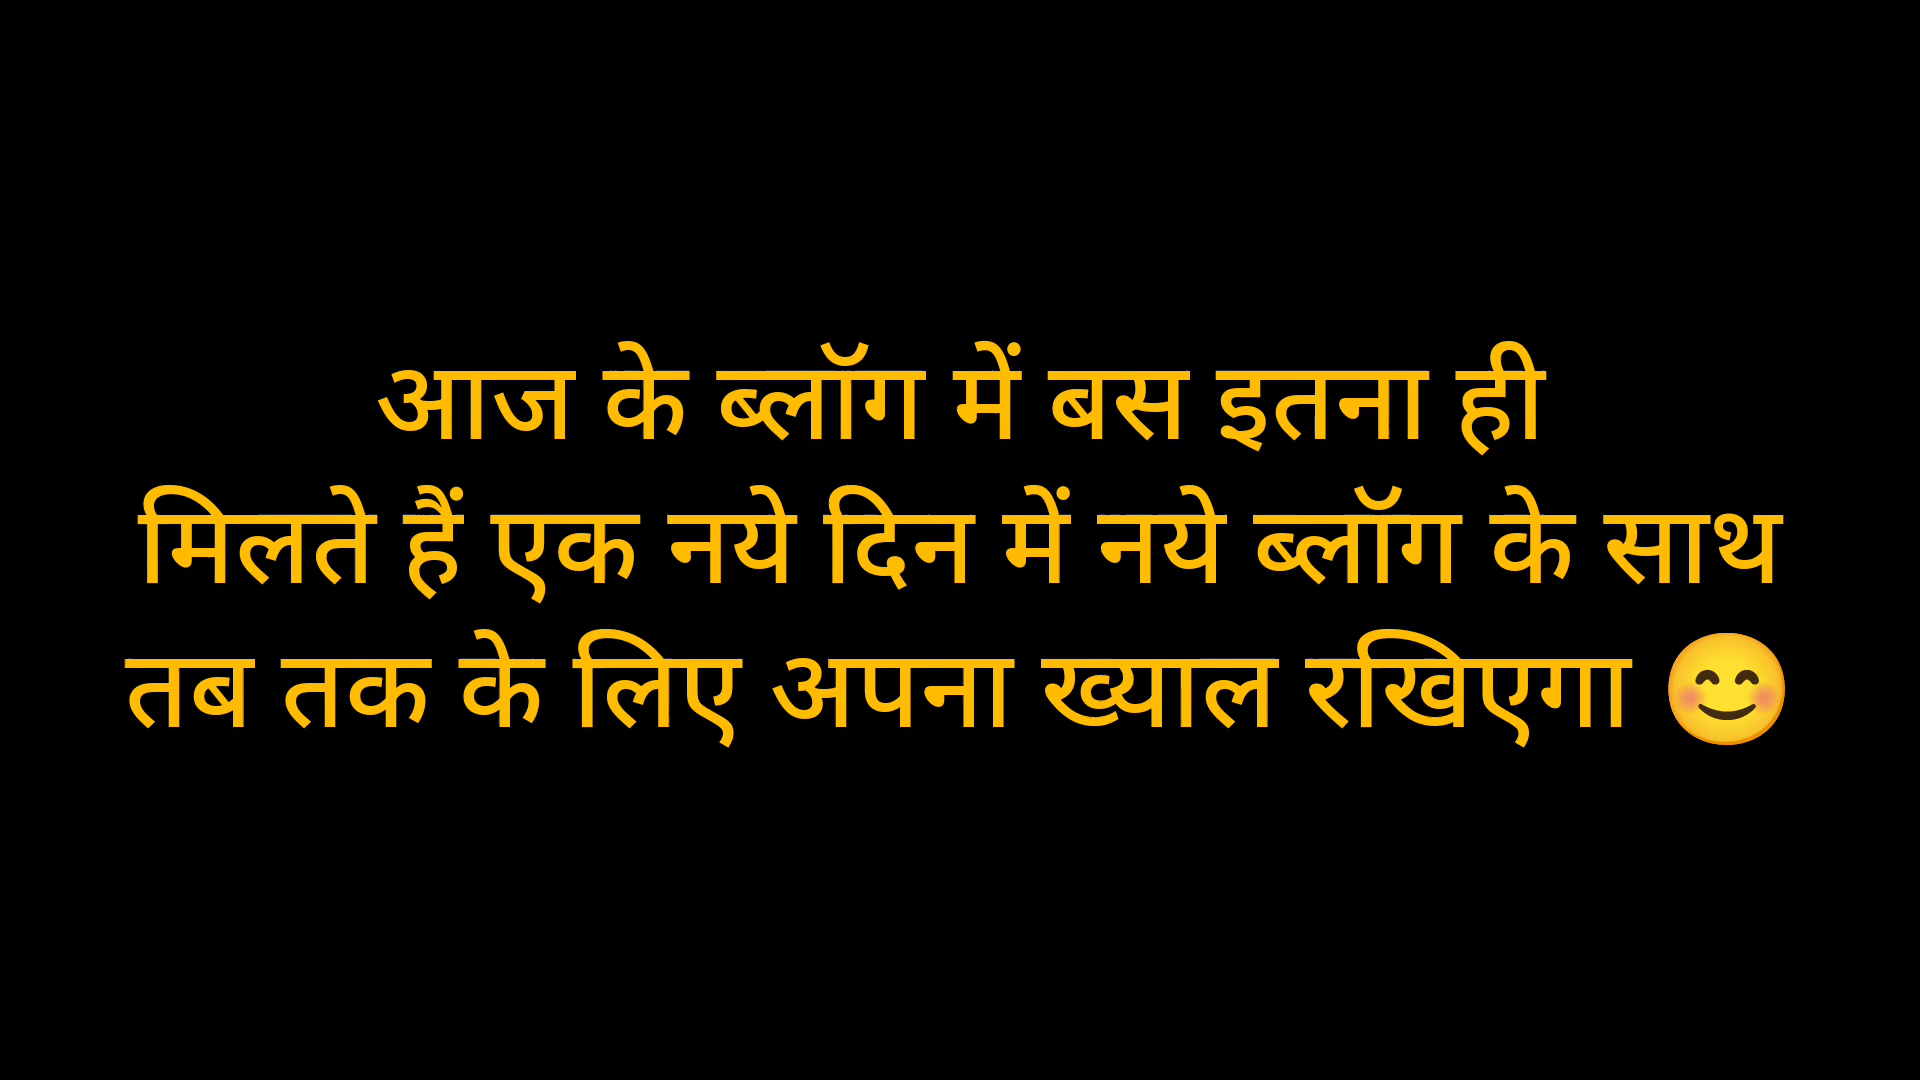 आज के ब्लॉग में बस इतना ही
मिलते हैं एक नये दिन में नये ब्लॉग के साथ
तब तक के लिए अपना ख्याल रखिएगा 😊